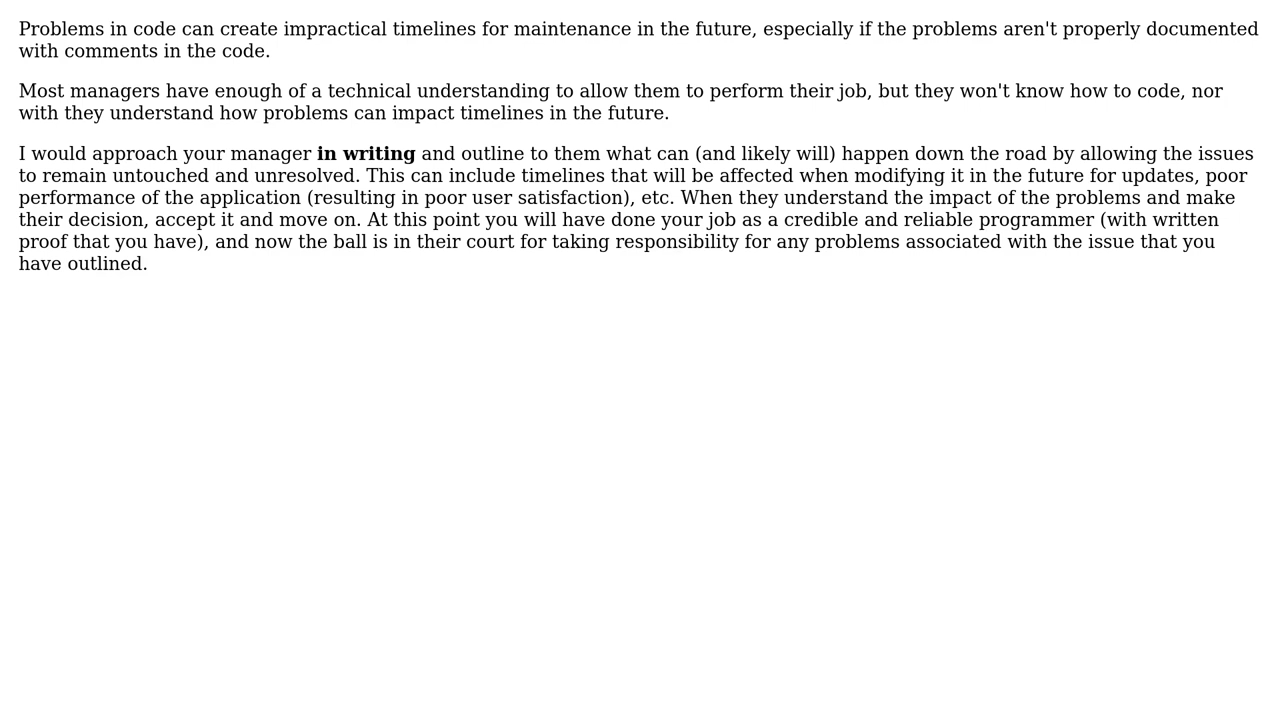 Problems in code can create impractical timelines for maintenance in the future, especially if the problems aren't properly documented
with comments in the code.
Most managers have enough of a technical understanding to allow them to perform their job, but they won't know how to code, nor
with they understand how problems can impact timelines in the future.
I would approach your manager in writing and outline to them what can (and likely will) happen down the road by allowing the issues
to remain untouched and unresolved. This can include timelines that will be affected when modifying it in the future for updates, poor
performance of the application (resulting in poor user satisfaction), etc. When they understand the impact of the problems and make
their decision, accept it and move on. At this point you will have done your job as a credible and reliable programmer (with written
proof that you have), and now the ball is in their court for taking responsibility for any problems associated with the issue that you
have outlined.